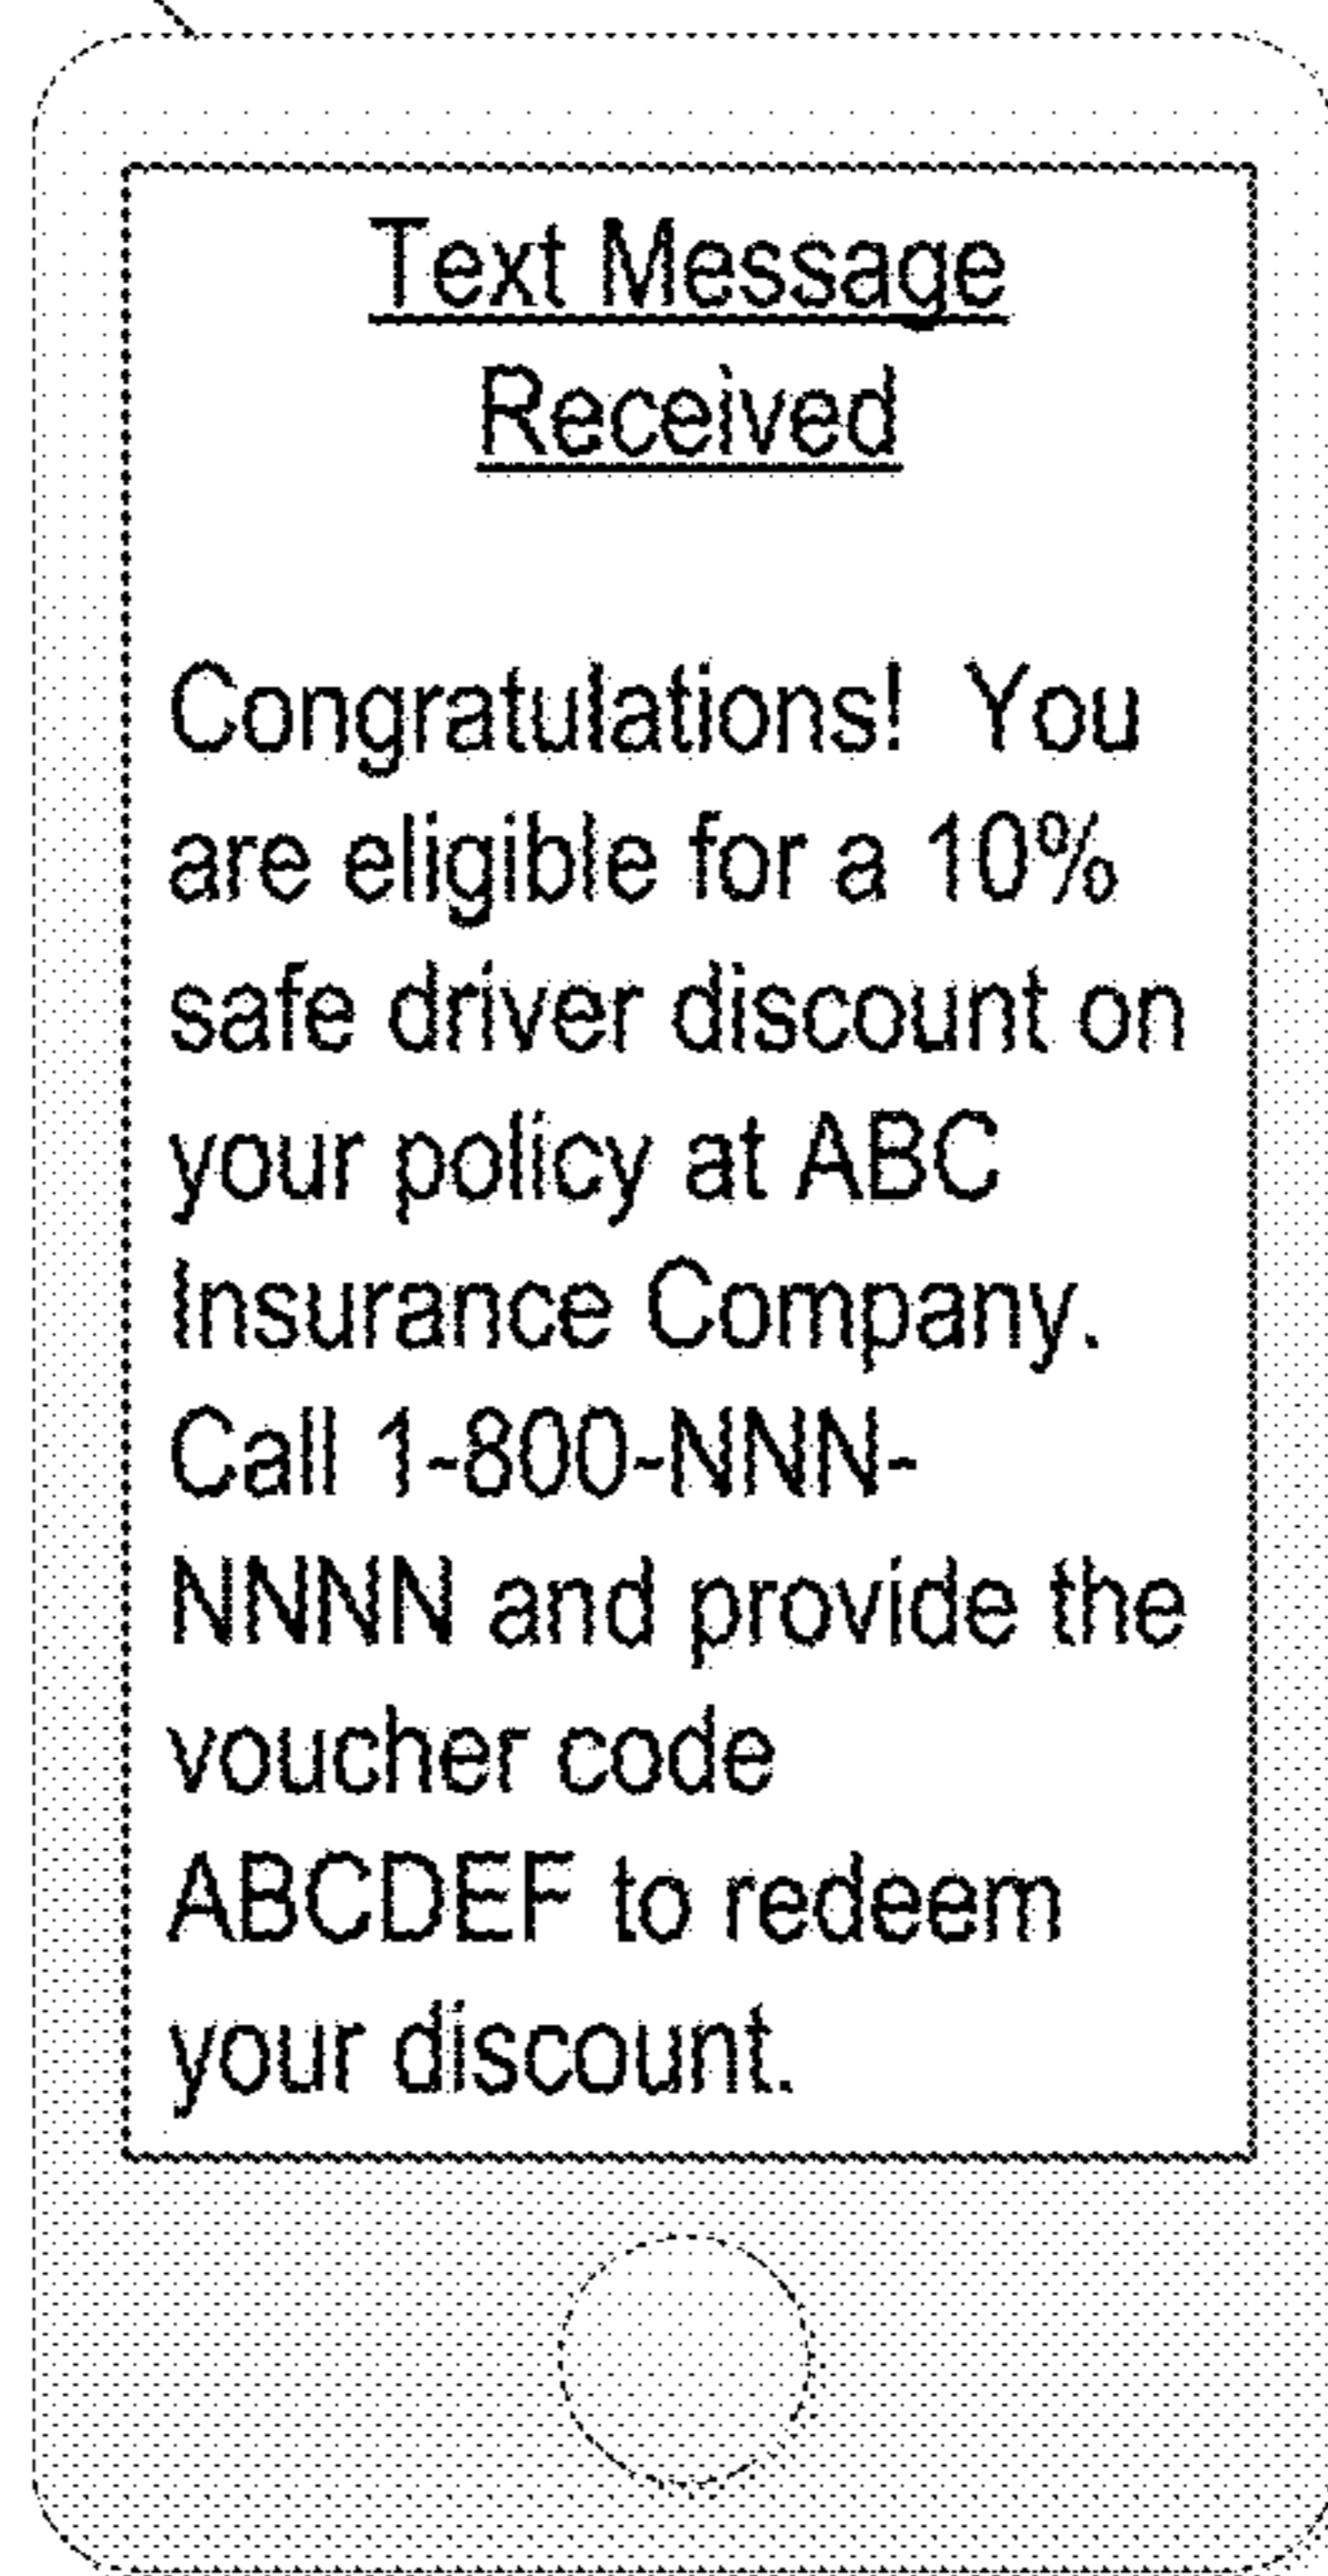 Text Message
Received
Congratulations!  You
are eligible for a 10%
safe driver discount on
your policy at ABC
Insurance Company.
Call 1-800-NNN-
NNNN and provide the
voucher code
ABCDEF to redeem
your discount.